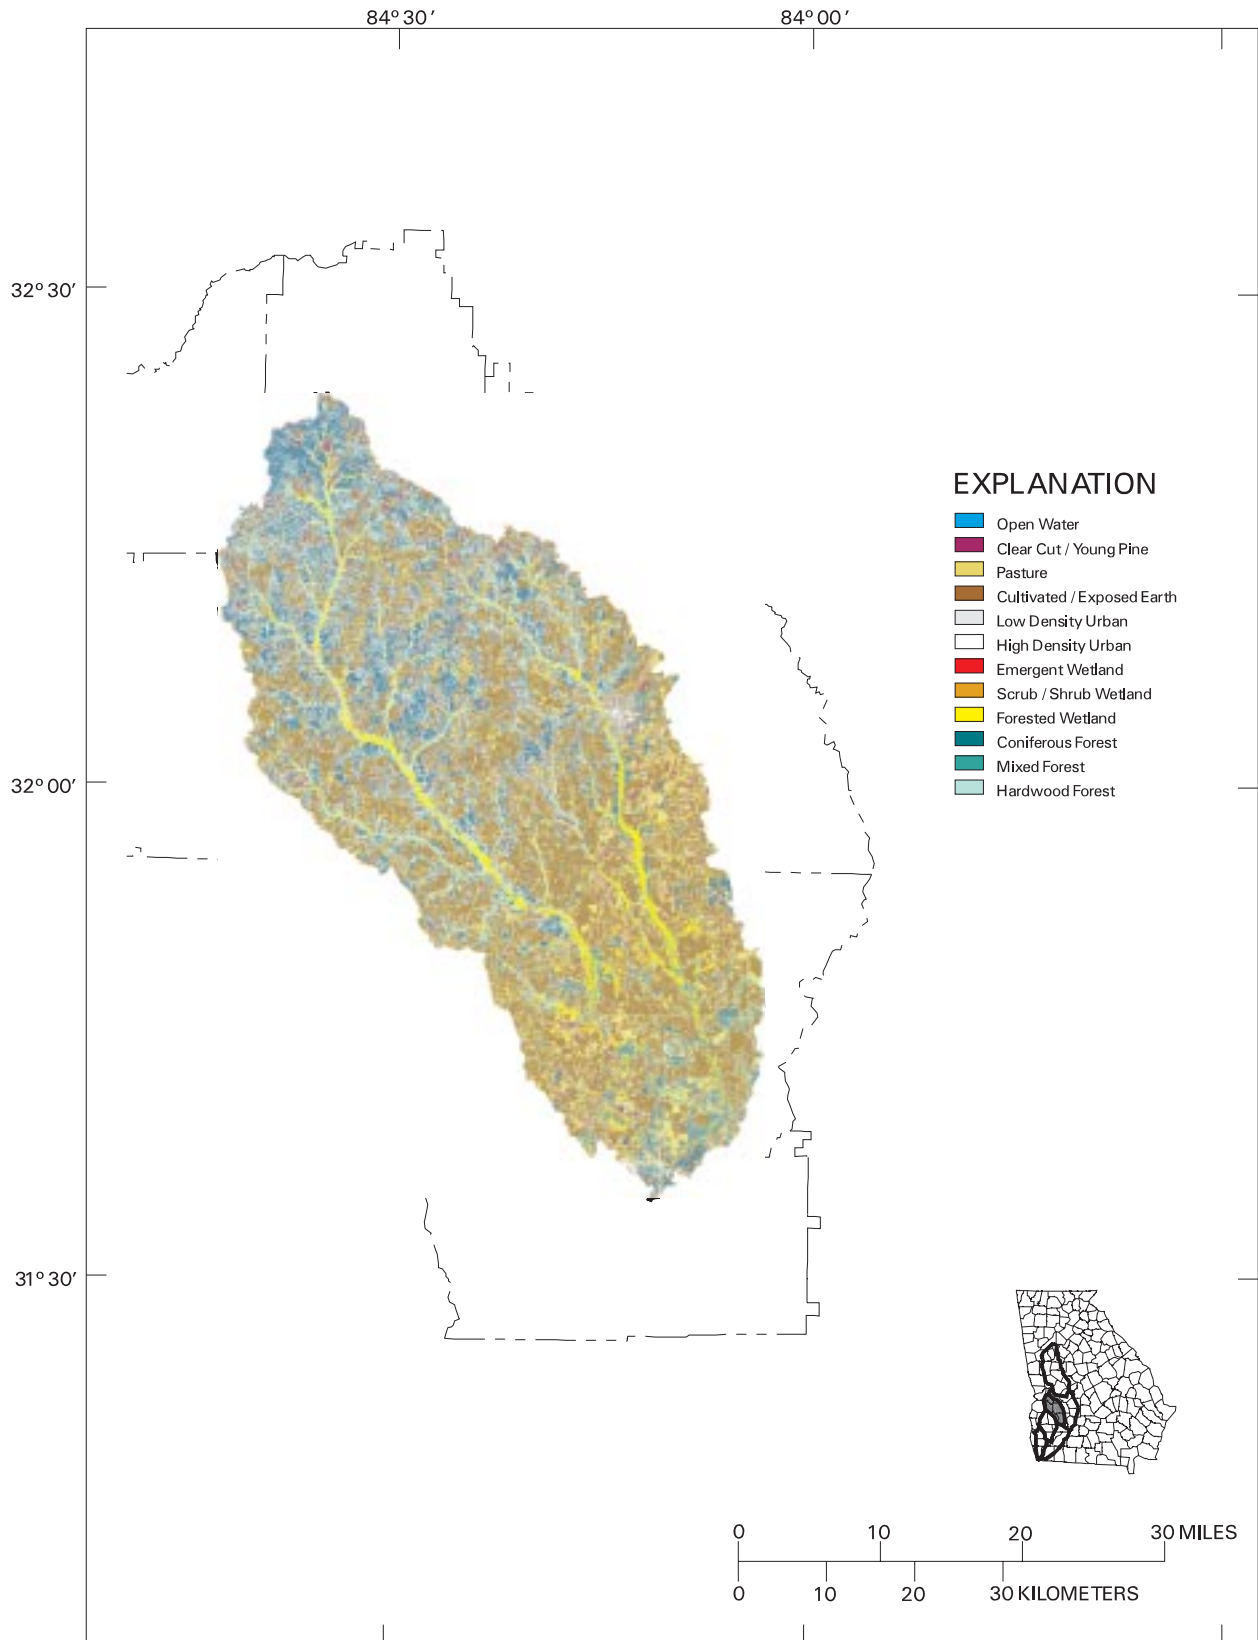 84° 30’
84° 00’
32° 30’
32° 00’
31° 30’
EXPLANATION
Open Water
Clear Cut / Young Pine
Pasture
Cultivated / Exposed Earth
Low Density Urban
High Density Urban
Emergent Wetland
Scrub / Shrub Wetland
Forested Wetland
Coniferous Forest
Mixed Forest
Hardwood Forest
0 10 20 30 MILES
0 10 20 30 KILOMETERS